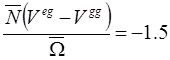 N̅(V^{eg} − V^{gg}) / Ω̅ = −1.5